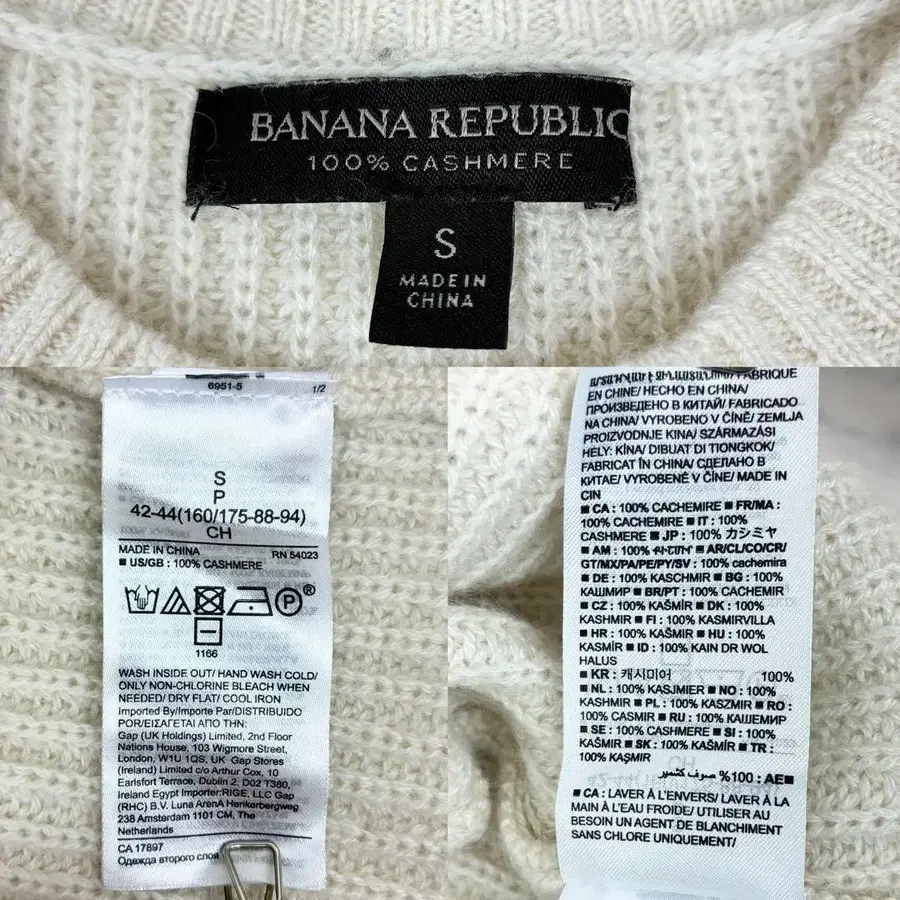 BANANA REPUBLIC
100% CASHMERE
S
MADE IN
CHINA
6951-5
1/2
S
P
42-44(160/175-88-94)
CH
MADE IN CHINA RN 54023
■ US/GB : 100% CASHMERE
P®
1166
WASH INSIDE OUT/ HAND WASH COLD/
ONLY NON-CHLORINE BLEACH WHEN
NEEDED/ DRY FLAT/ COOL IRON
Imported By/Importe Par/DISTRIBUIDO
POR/ΕΙΣΑΓΕΤΑΙ ΑΠΟ ΤΗΝ:
Gap (UK Holdings) Limited, 2nd Floor
Nations House, 103 Wigmore Street,
London, W1U 1QS, UK Gap Stores
(Ireland) Limited c/o Arthur Cox, 10
Earlsfort Terrace, Dublin 2, D02 T380,
Ireland Egypt Importer:RIGE, LLC Gap
(RHC) B.V. Luna ArenA Herikerbergweg
238 Amsterdam 1101 CM, The
Netherlands
CA 17897
Одежда второго слоя
FABRIQUÉ
EN CHINE/ HECHO EN CHINA/
ПРОИЗВЕДЕНО В КИТАЙ/ FABRICADO
NA CHINA/ VYROBENO V ČÍNĚ/ ZEMLJA
PROIZVODNJE KINA/ SZÁRMAZÁSI
HELY: KÍNA/ DIBUAT DI TIONGKOK/
FABRICAT ÎN CHINA/ СДЕЛАНО В
КИТАЕ/ VYROBENÉ V ČÍNE/ MADE IN
CIN
■ CA : 100% CACHEMIRE ■ FR/MA :
100% CACHEMIRE ■ IT : 100%
CASHMERE ■ JP : 100% カシミヤ
■ AM : 100% ■ AR/CL/CO/CR/
GT/MX/PA/PE/PY/SV : 100% cachemira
■ DE : 100% KASCHMIR ■ BG : 100%
КАШМИР ■ BR/PT : 100% CACHEMIR
■ CZ : 100% KAŠMÍR ■ DK : 100%
KASHMIR ■ FI : 100% KASMIRVILLA
■ HR : 100% KAŠMIR ■ HU : 100%
KASMÍR ■ ID : 100% KAIN DR WOL
HALUS
■ KR : 캐시미어 100%
■ NL : 100% KASJMIER ■ NO : 100%
KASHMIR ■ PL : 100% KASZMIR ■ RO :
100% CASMIR ■ RU : 100% КАШЕМИР
■ SE : 100% CASHMERE ■ SI : 100%
KAŠMIR ■ SK : 100% KAŠMÍR ■ TR :
100% KAŞMİR
■AE : 100% صوف كشمير
■ CA : LAVER À L'ENVERS/ LAVER À LA
MAIN À L'EAU FROIDE/ UTILISER AU
BESOIN UN AGENT DE BLANCHIMENT
SANS CHLORE UNIQUEMENT/